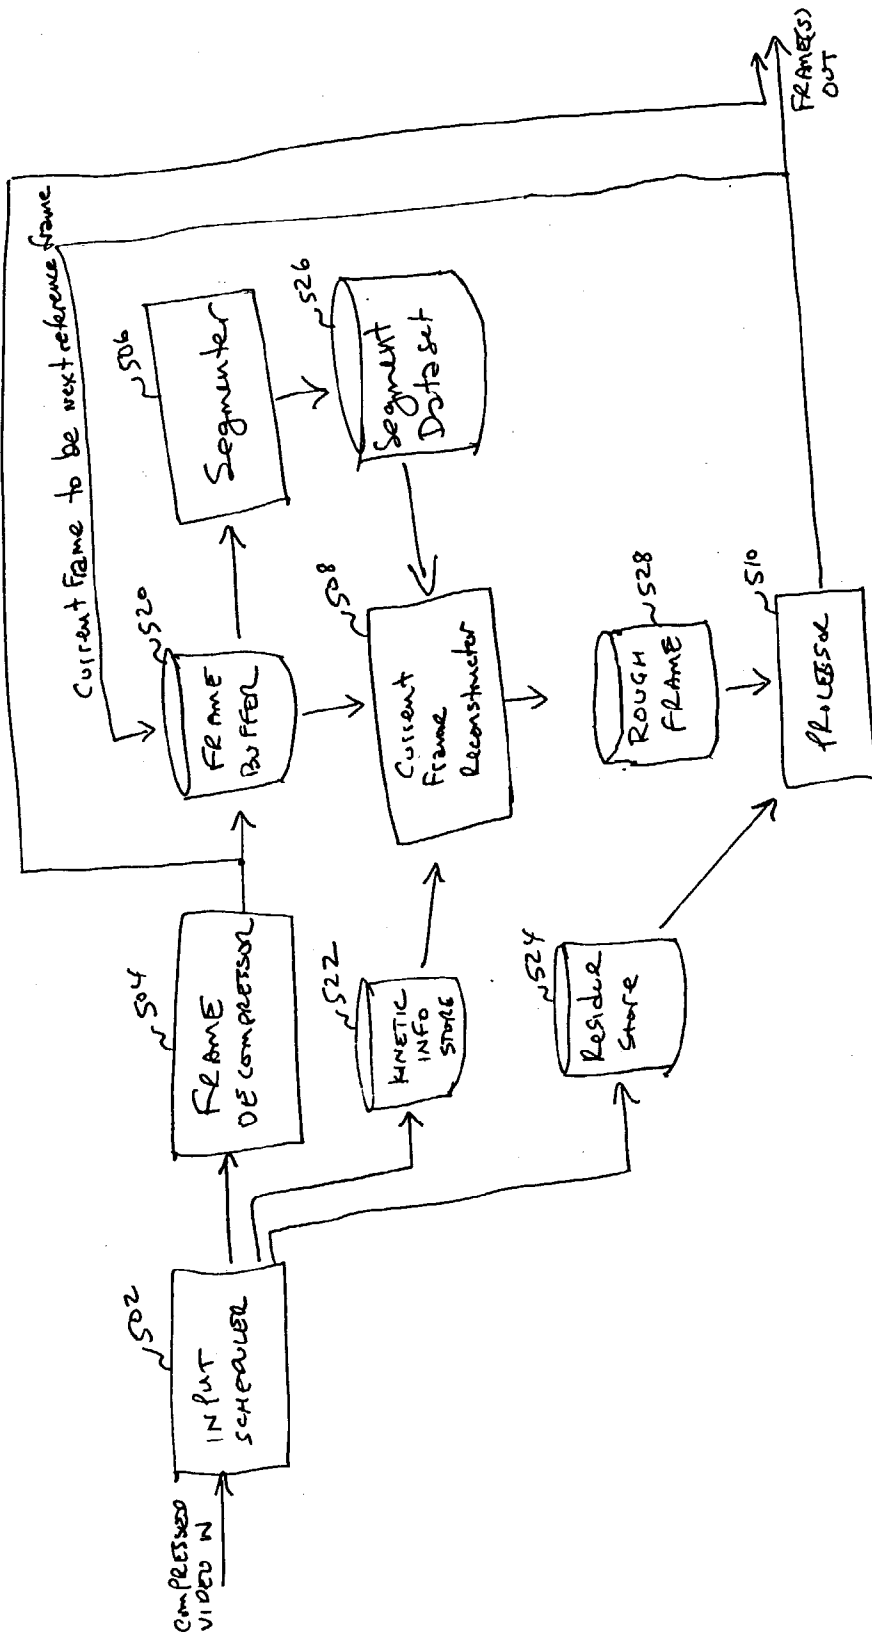 COMPRESSED
VIDEO IN
502
INPUT
SCHEDULER
504
FRAME
DECOMPRESSOR
522
KINETIC
INFO
STORE
524
Residue
Store
Current Frame to be next reference frame
520
FRAME
BUFFER
506
Segmenter
526
Segment
Dataset
508
Current
Frame
Reconstructor
528
ROUGH
FRAME
510
PROCESSOR
FRAME(S)
OUT